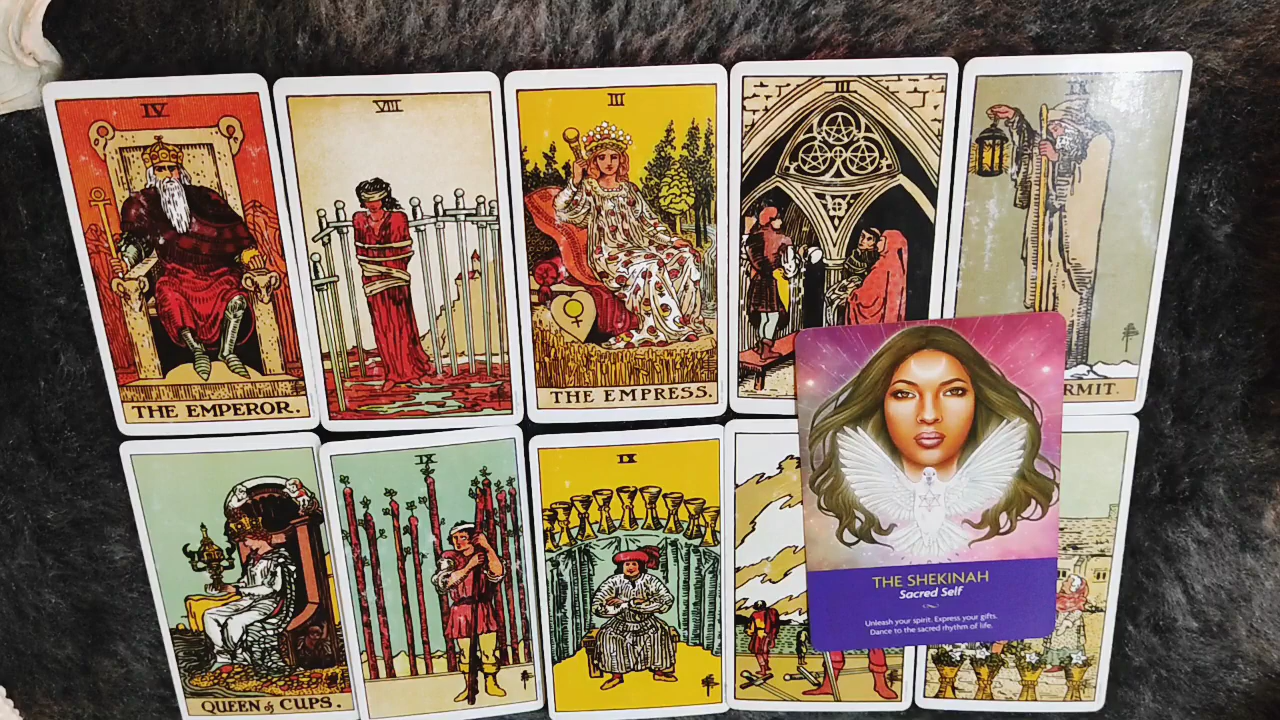 IV
VIII
III
III
IX
THE EMPEROR.
THE EMPRESS.
RMIT.
IX
IX
QUEEN of CUPS.
THE SHEKINAH
Sacred Self
Unleash your spirit. Express your gifts.
Dance to the sacred rhythm of life.